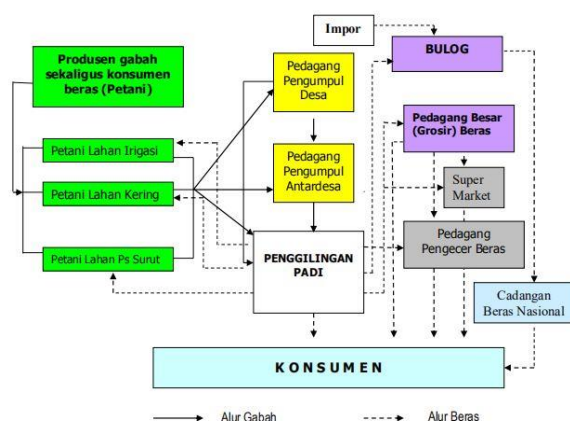 Impor
BULOG
Produsen gabah
sekaligus konsumen
beras (Petani)
Pedagang
Pengumpul
Desa
Pedagang Besar
(Grosir) Beras
Petani Lahan Irigasi
Pedagang
Pengumpul
Antardesa
Super
Market
Petani Lahan Kering
Petani Lahan Ps Surut
PENGGILINGAN
PADI
Pedagang
Pengecer Beras
Cadangan
Beras Nasional
KONSUMEN
Alur Gabah
Alur Beras